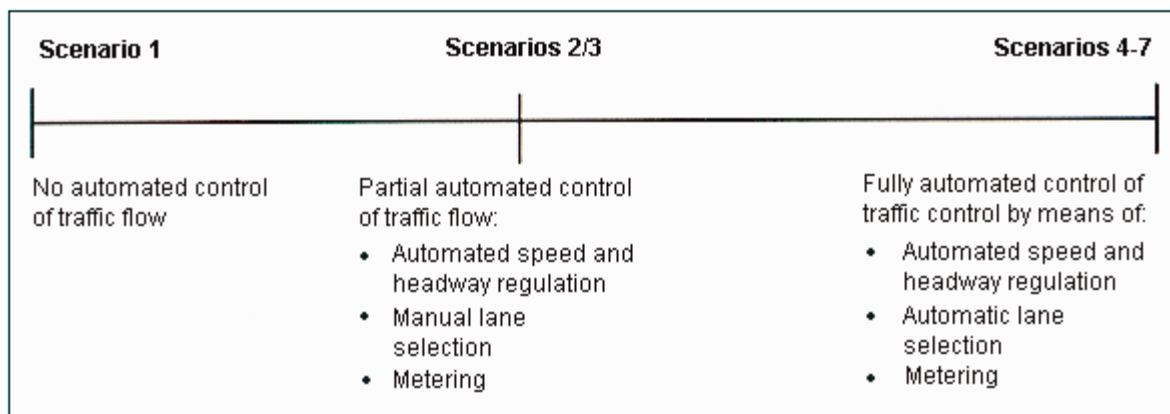 Scenario 1
Scenarios 2/3
Scenarios 4-7
No automated control
of traffic flow
Partial automated control
of traffic flow:
• Automated speed and
headway regulation
• Manual lane
selection
• Metering
Fully automated control of
traffic control by means of:
• Automated speed and
headway regulation
• Automatic lane
selection
• Metering